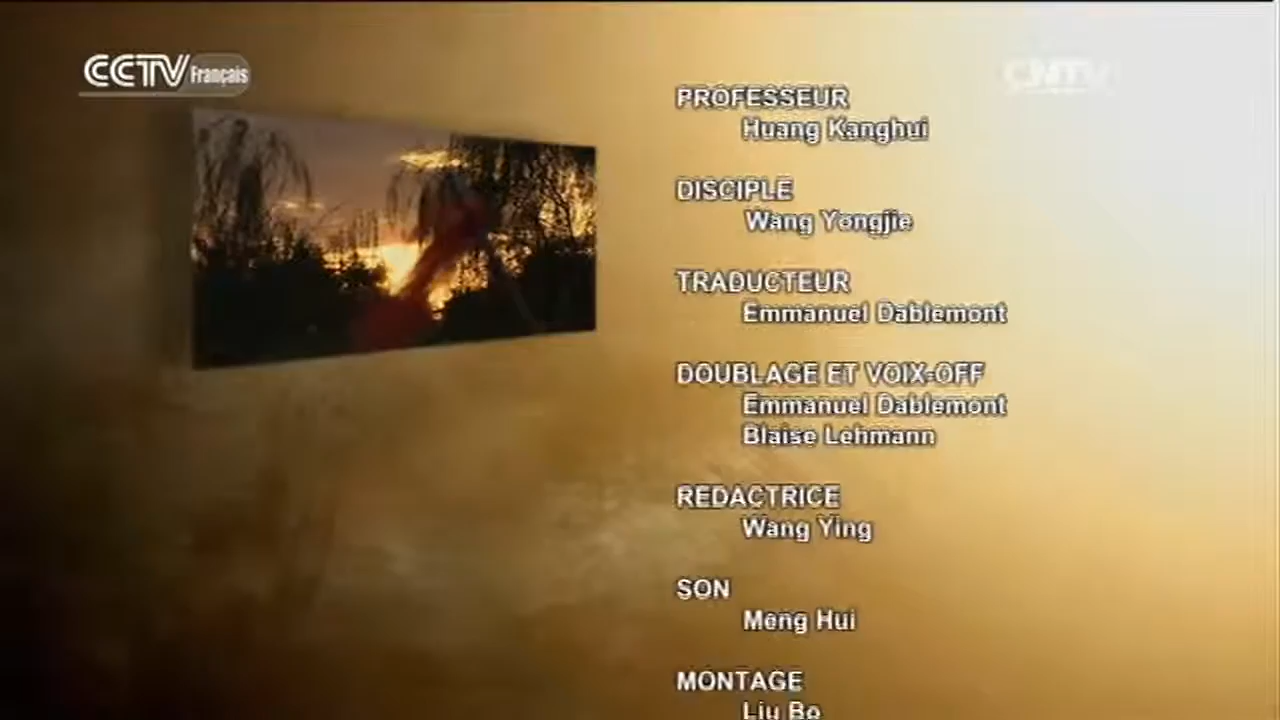 CCTV Français
CNTV
PROFESSEUR
Huang Kanghui
DISCIPLE
Wang Yongjie
TRADUCTEUR
Emmanuel Dablemont
DOUBLAGE ET VOIX-OFF
Emmanuel Dablemont
Blaise Lehmann
REDACTRICE
Wang Ying
SON
Meng Hui
MONTAGE
Liu Bo